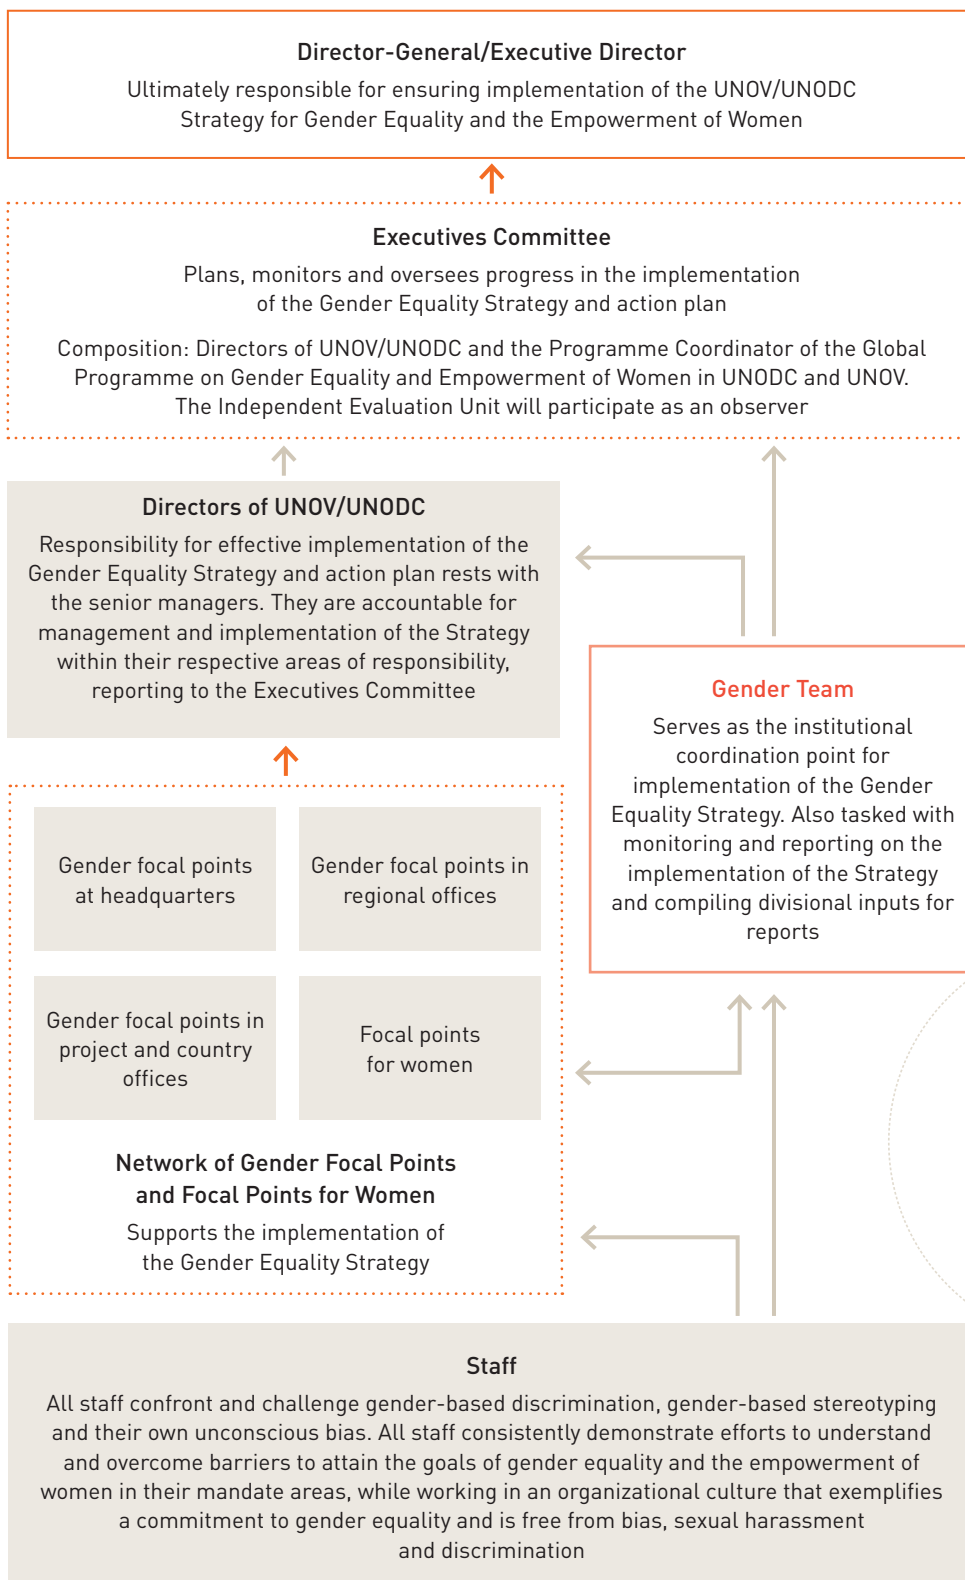 Director-General/Executive Director
Ultimately responsible for ensuring implementation of the UNOV/UNODC
Strategy for Gender Equality and the Empowerment of Women
Executives Committee
Plans, monitors and oversees progress in the implementation
of the Gender Equality Strategy and action plan
Composition: Directors of UNOV/UNODC and the Programme Coordinator of the Global
Programme on Gender Equality and Empowerment of Women in UNODC and UNOV.
The Independent Evaluation Unit will participate as an observer
Directors of UNOV/UNODC
Responsibility for effective implementation of the
Gender Equality Strategy and action plan rests with
the senior managers. They are accountable for
management and implementation of the Strategy
within their respective areas of responsibility,
reporting to the Executives Committee
Gender Team
Serves as the institutional
coordination point for
implementation of the Gender
Equality Strategy. Also tasked with
monitoring and reporting on the
implementation of the Strategy
and compiling divisional inputs for
reports
Gender focal points
at headquarters
Gender focal points in
regional offices
Gender focal points in
project and country
offices
Focal points
for women
Network of Gender Focal Points
and Focal Points for Women
Supports the implementation of
the Gender Equality Strategy
Staff
All staff confront and challenge gender-based discrimination, gender-based stereotyping
and their own unconscious bias. All staff consistently demonstrate efforts to understand
and overcome barriers to attain the goals of gender equality and the empowerment of
women in their mandate areas, while working in an organizational culture that exemplifies
a commitment to gender equality and is free from bias, sexual harassment
and discrimination